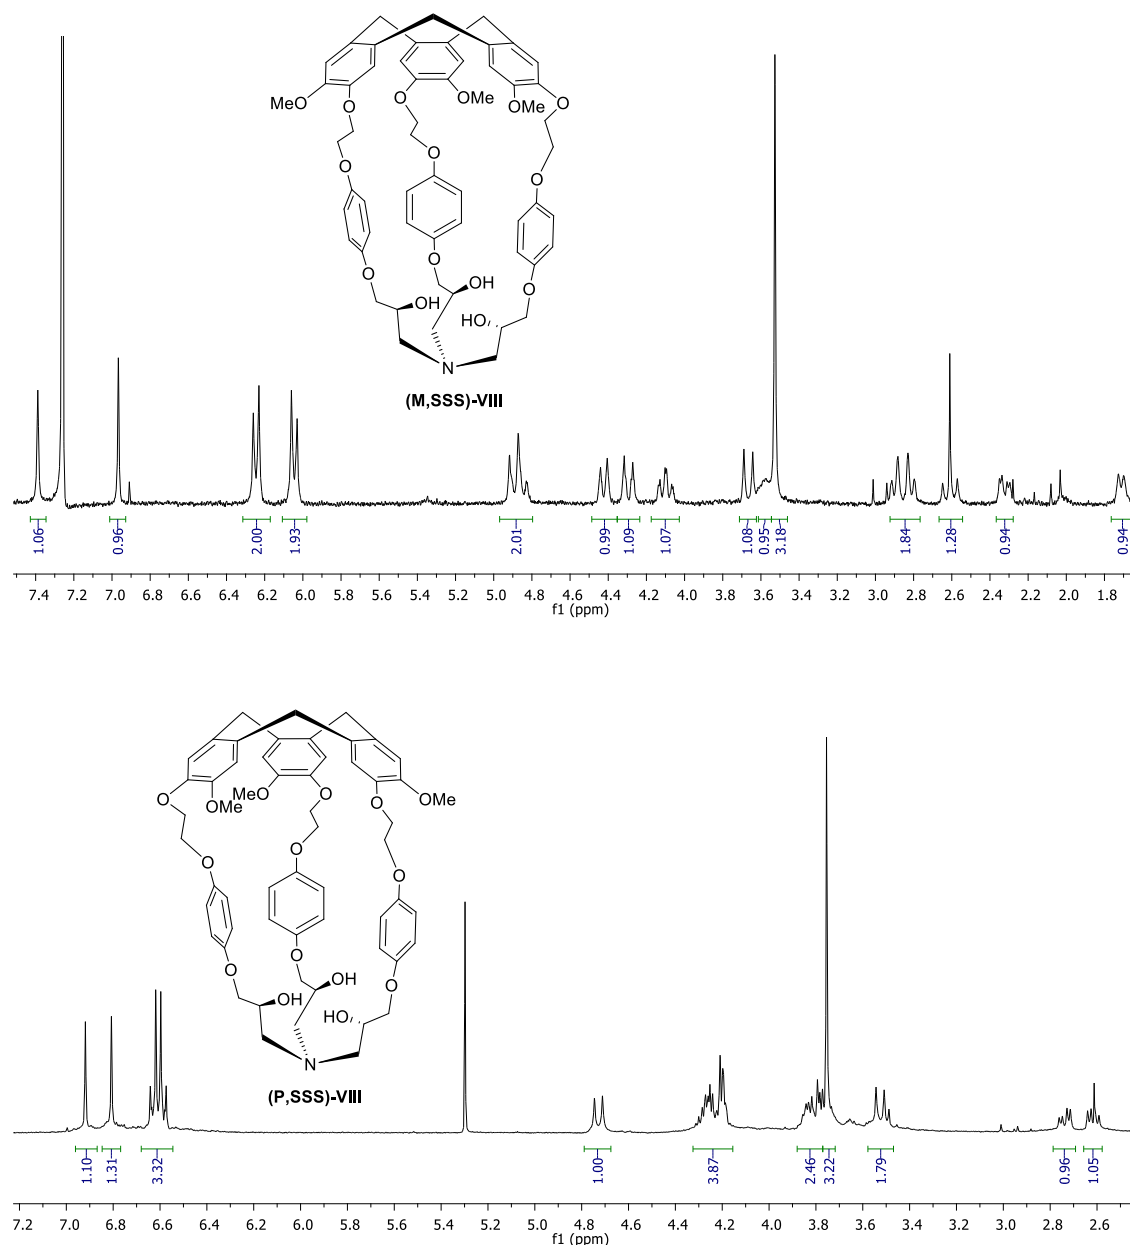 MeO
O
O
OMe
OMe
O
O
O
O
O
O
O
OH
OH
HO
N
(M,SSS)-VIII
1.06
0.96
2.00
1.93
2.01
0.99
1.09
1.07
1.08
0.95
3.18
1.84
1.28
0.94
0.94
7.4 7.2 7.0 6.8 6.6 6.4 6.2 6.0 5.8 5.6 5.4 5.2 5.0 4.8 4.6 4.4 4.2 4.0 3.8 3.6 3.4 3.2 3.0 2.8 2.6 2.4 2.2 2.0 1.8
f1 (ppm)
O
OMe
MeO
O
O
OMe
O
O
O
O
O
O
OH
OH
HO
N
(P,SSS)-VIII
1.10
1.31
3.32
1.00
3.87
2.46
3.22
1.79
0.96
1.05
7.2 7.0 6.8 6.6 6.4 6.2 6.0 5.8 5.6 5.4 5.2 5.0 4.8 4.6 4.4 4.2 4.0 3.8 3.6 3.4 3.2 3.0 2.8 2.6
f1 (ppm)